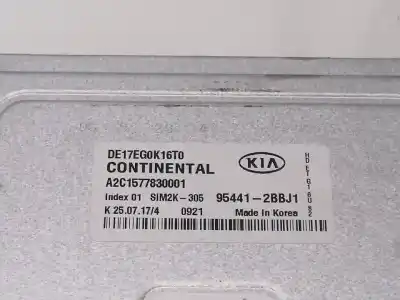 DE17EG0K16T0
CONTINENTAL
KIA
A2C1577830001
Index 01 SIM2K-305 95441-2BBJ1
K 25.07.17/4 0921 Made in Korea